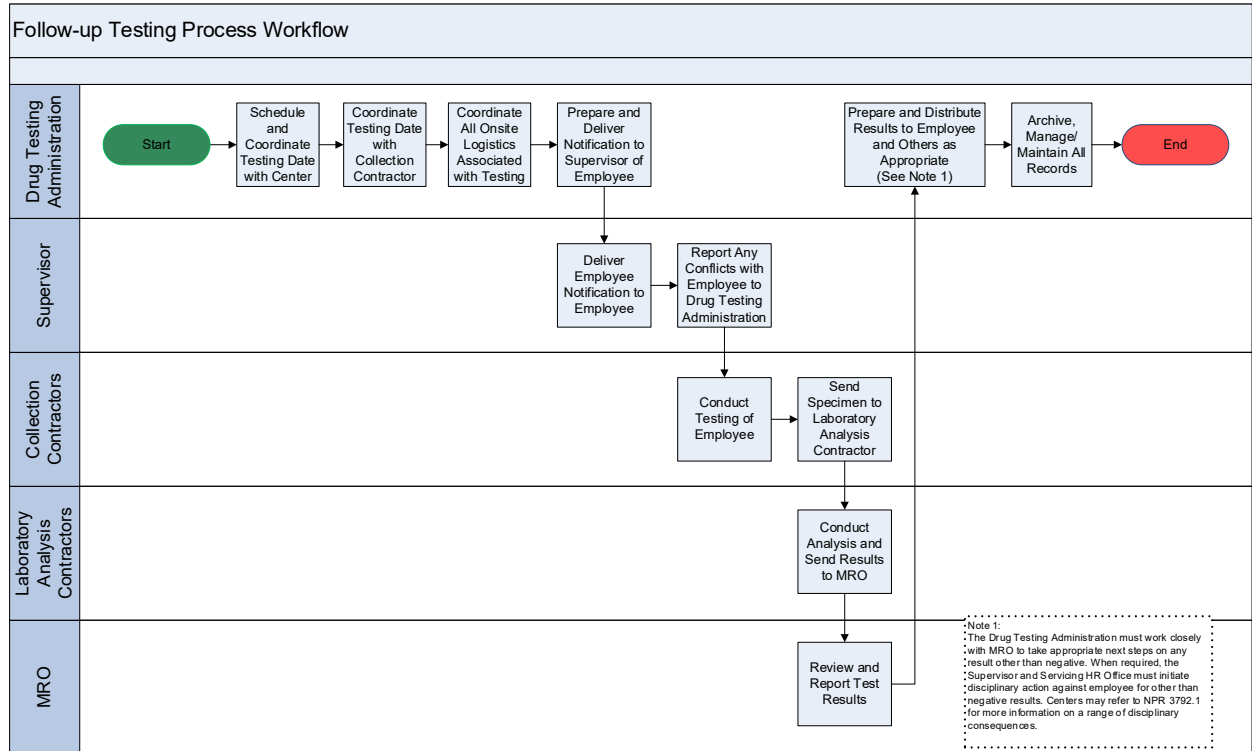 Follow-up Testing Process Workflow
Drug Testing
Administration
Start
Schedule
and
Coordinate
Testing Date
with Center
Coordinate
Testing Date
with
Collection
Contractor
Coordinate
All Onsite
Logistics
Associated
with Testing
Prepare and
Deliver
Notification to
Supervisor of
Employee
Prepare and Distribute
Results to Employee
and Others as
Appropriate
(See Note 1)
Archive,
Manage/
Maintain All
Records
End
Supervisor
Deliver
Employee
Notification to
Employee
Report Any
Conflicts with
Employee to
Drug Testing
Administration
Collection
Contractors
Conduct
Testing of
Employee
Send
Specimen to
Laboratory
Analysis
Contractor
Laboratory
Analysis
Contractors
Conduct
Analysis and
Send Results
to MRO
MRO
Review and
Report Test
Results
Note 1:
The Drug Testing Administration must work closely
with MRO to take appropriate next steps on any
result other than negative. When required, the
Supervisor and Servicing HR Office must initiate
disciplinary action against employee for other than
negative results. Centers may refer to NPR 3792.1
for more information on a range of disciplinary
consequences.